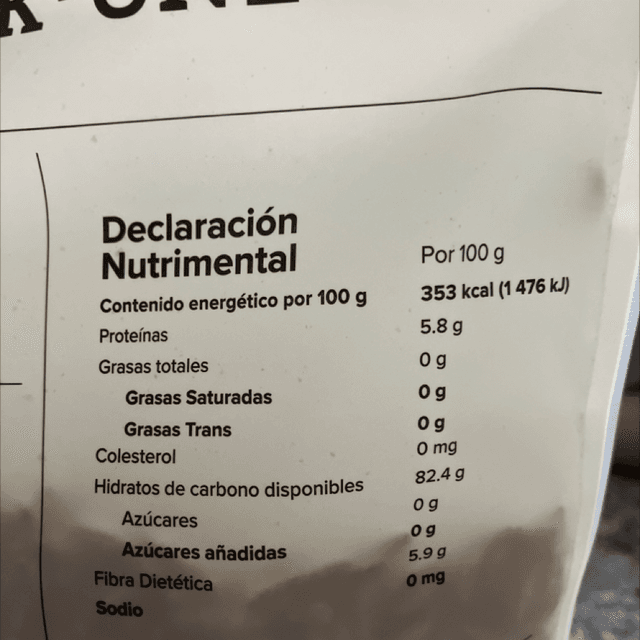 Declaración
Nutrimental
Por 100 g
Contenido energético por 100 g 353 kcal (1 476 kJ)
Proteínas 5.8 g
Grasas totales 0 g
Grasas Saturadas 0 g
Grasas Trans 0 g
Colesterol 0 mg
Hidratos de carbono disponibles 82.4 g
Azúcares 0 g
Azúcares añadidas 0 g
Fibra Dietética 5.9 g
Sodio 0 mg